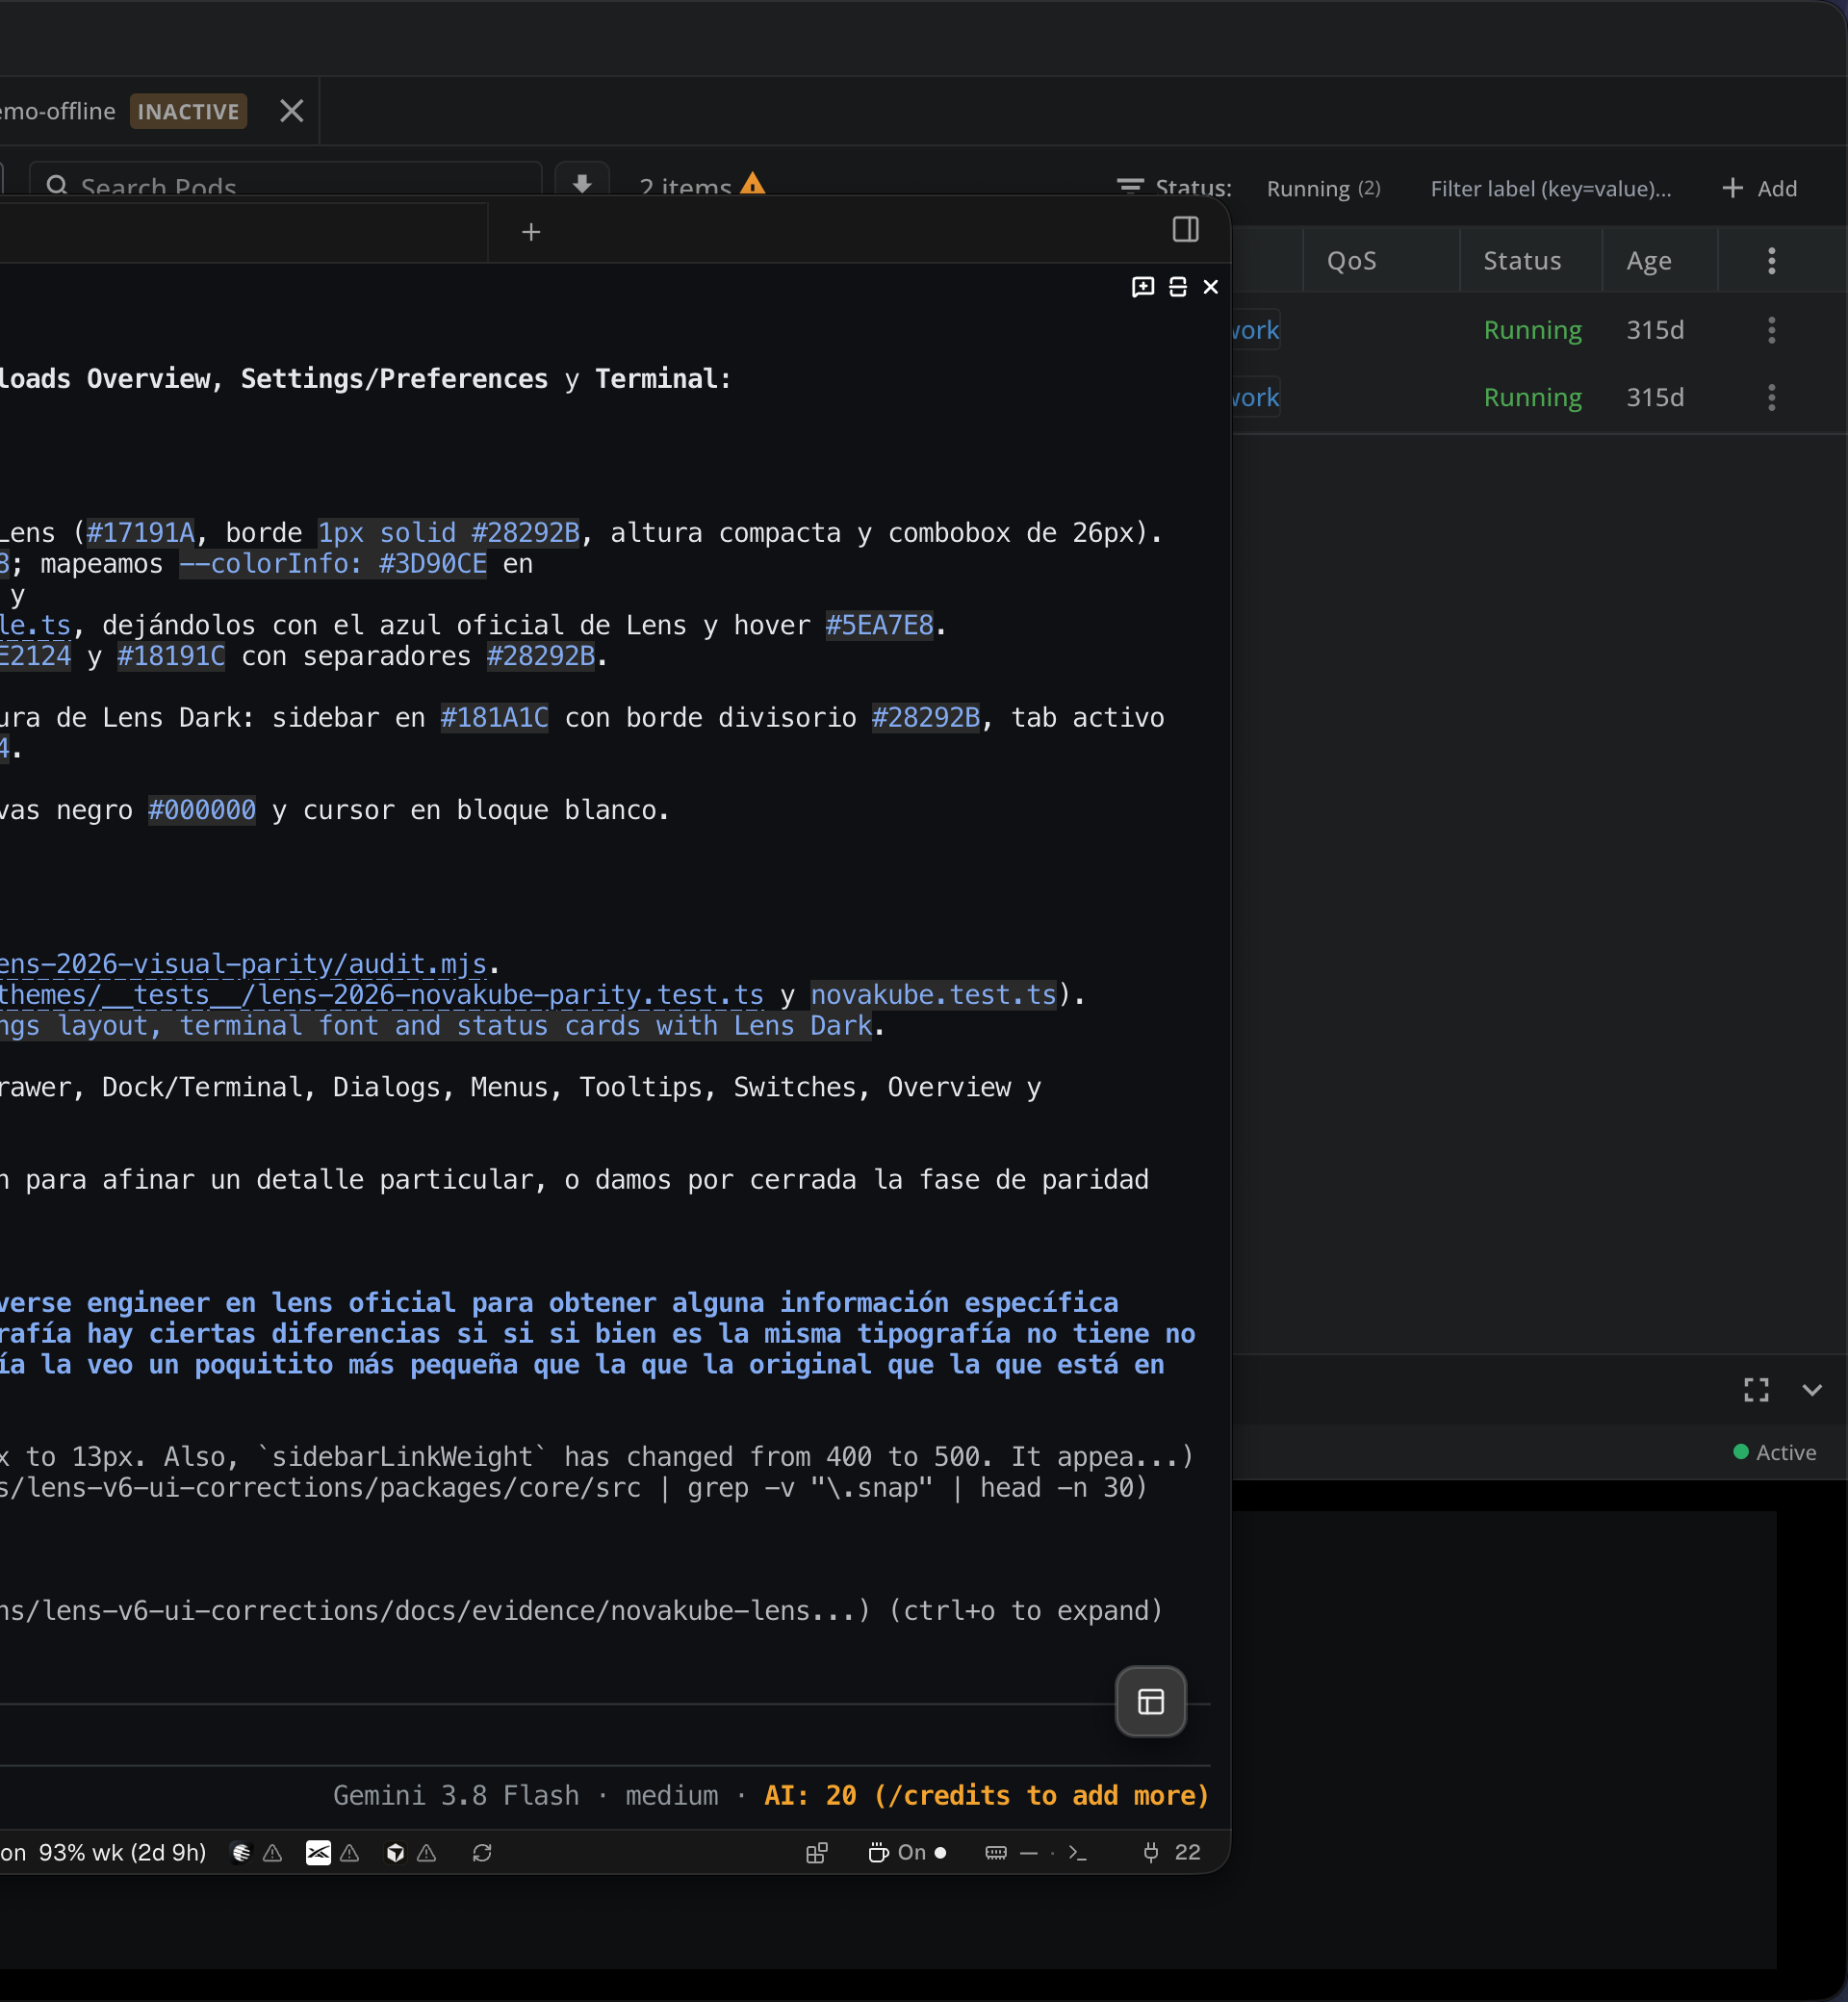 emo-offline INACTIVE
Search Pods 2 items Status: Running (2) Filter label (key=value)... + Add
QoS Status Age
work Running 315d
work Running 315d
loads Overview, Settings/Preferences y Terminal:
Lens (#17191A, borde 1px solid #28292B, altura compacta y combobox de 26px).
8; mapeamos --colorInfo: #3D90CE en
y
le.ts, dejándolos con el azul oficial de Lens y hover #5EA7E8.
E2124 y #18191C con separadores #28292B.
ura de Lens Dark: sidebar en #181A1C con borde divisorio #28292B, tab activo
4.
vas negro #000000 y cursor en bloque blanco.
ens-2026-visual-parity/audit.mjs.
themes/__tests__/lens-2026-novakube-parity.test.ts y novakube.test.ts).
ngs layout, terminal font and status cards with Lens Dark.
rawer, Dock/Terminal, Dialogs, Menus, Tooltips, Switches, Overview y
n para afinar un detalle particular, o damos por cerrada la fase de paridad
verse engineer en lens oficial para obtener alguna información específica
rafía hay ciertas diferencias si si si bien es la misma tipografía no tiene no
ía la veo un poquitito más pequeña que la que la original que la que está en
x to 13px. Also, `sidebarLinkWeight` has changed from 400 to 500. It appea...)
Active
s/lens-v6-ui-corrections/packages/core/src | grep -v "\.snap" | head -n 30)
ns/lens-v6-ui-corrections/docs/evidence/novakube-lens...) (ctrl+o to expand)
Gemini 3.8 Flash · medium · AI: 20 (/credits to add more)
on 93% wk (2d 9h) On 22